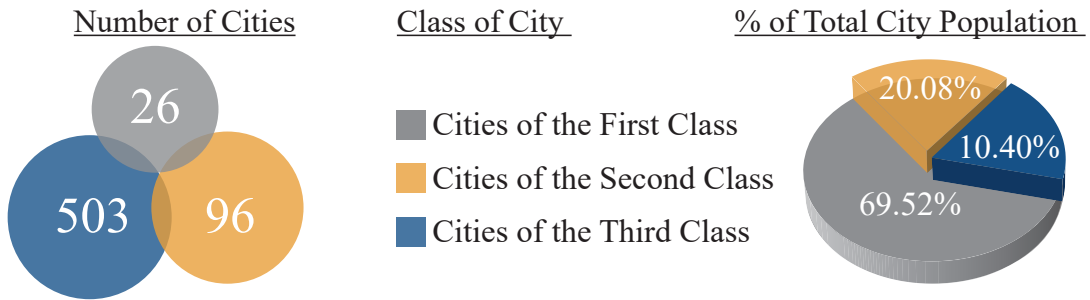 Number of Cities
Class of City
% of Total City Population
26
503
96
Cities of the First Class
Cities of the Second Class
Cities of the Third Class
20.08%
10.40%
69.52%